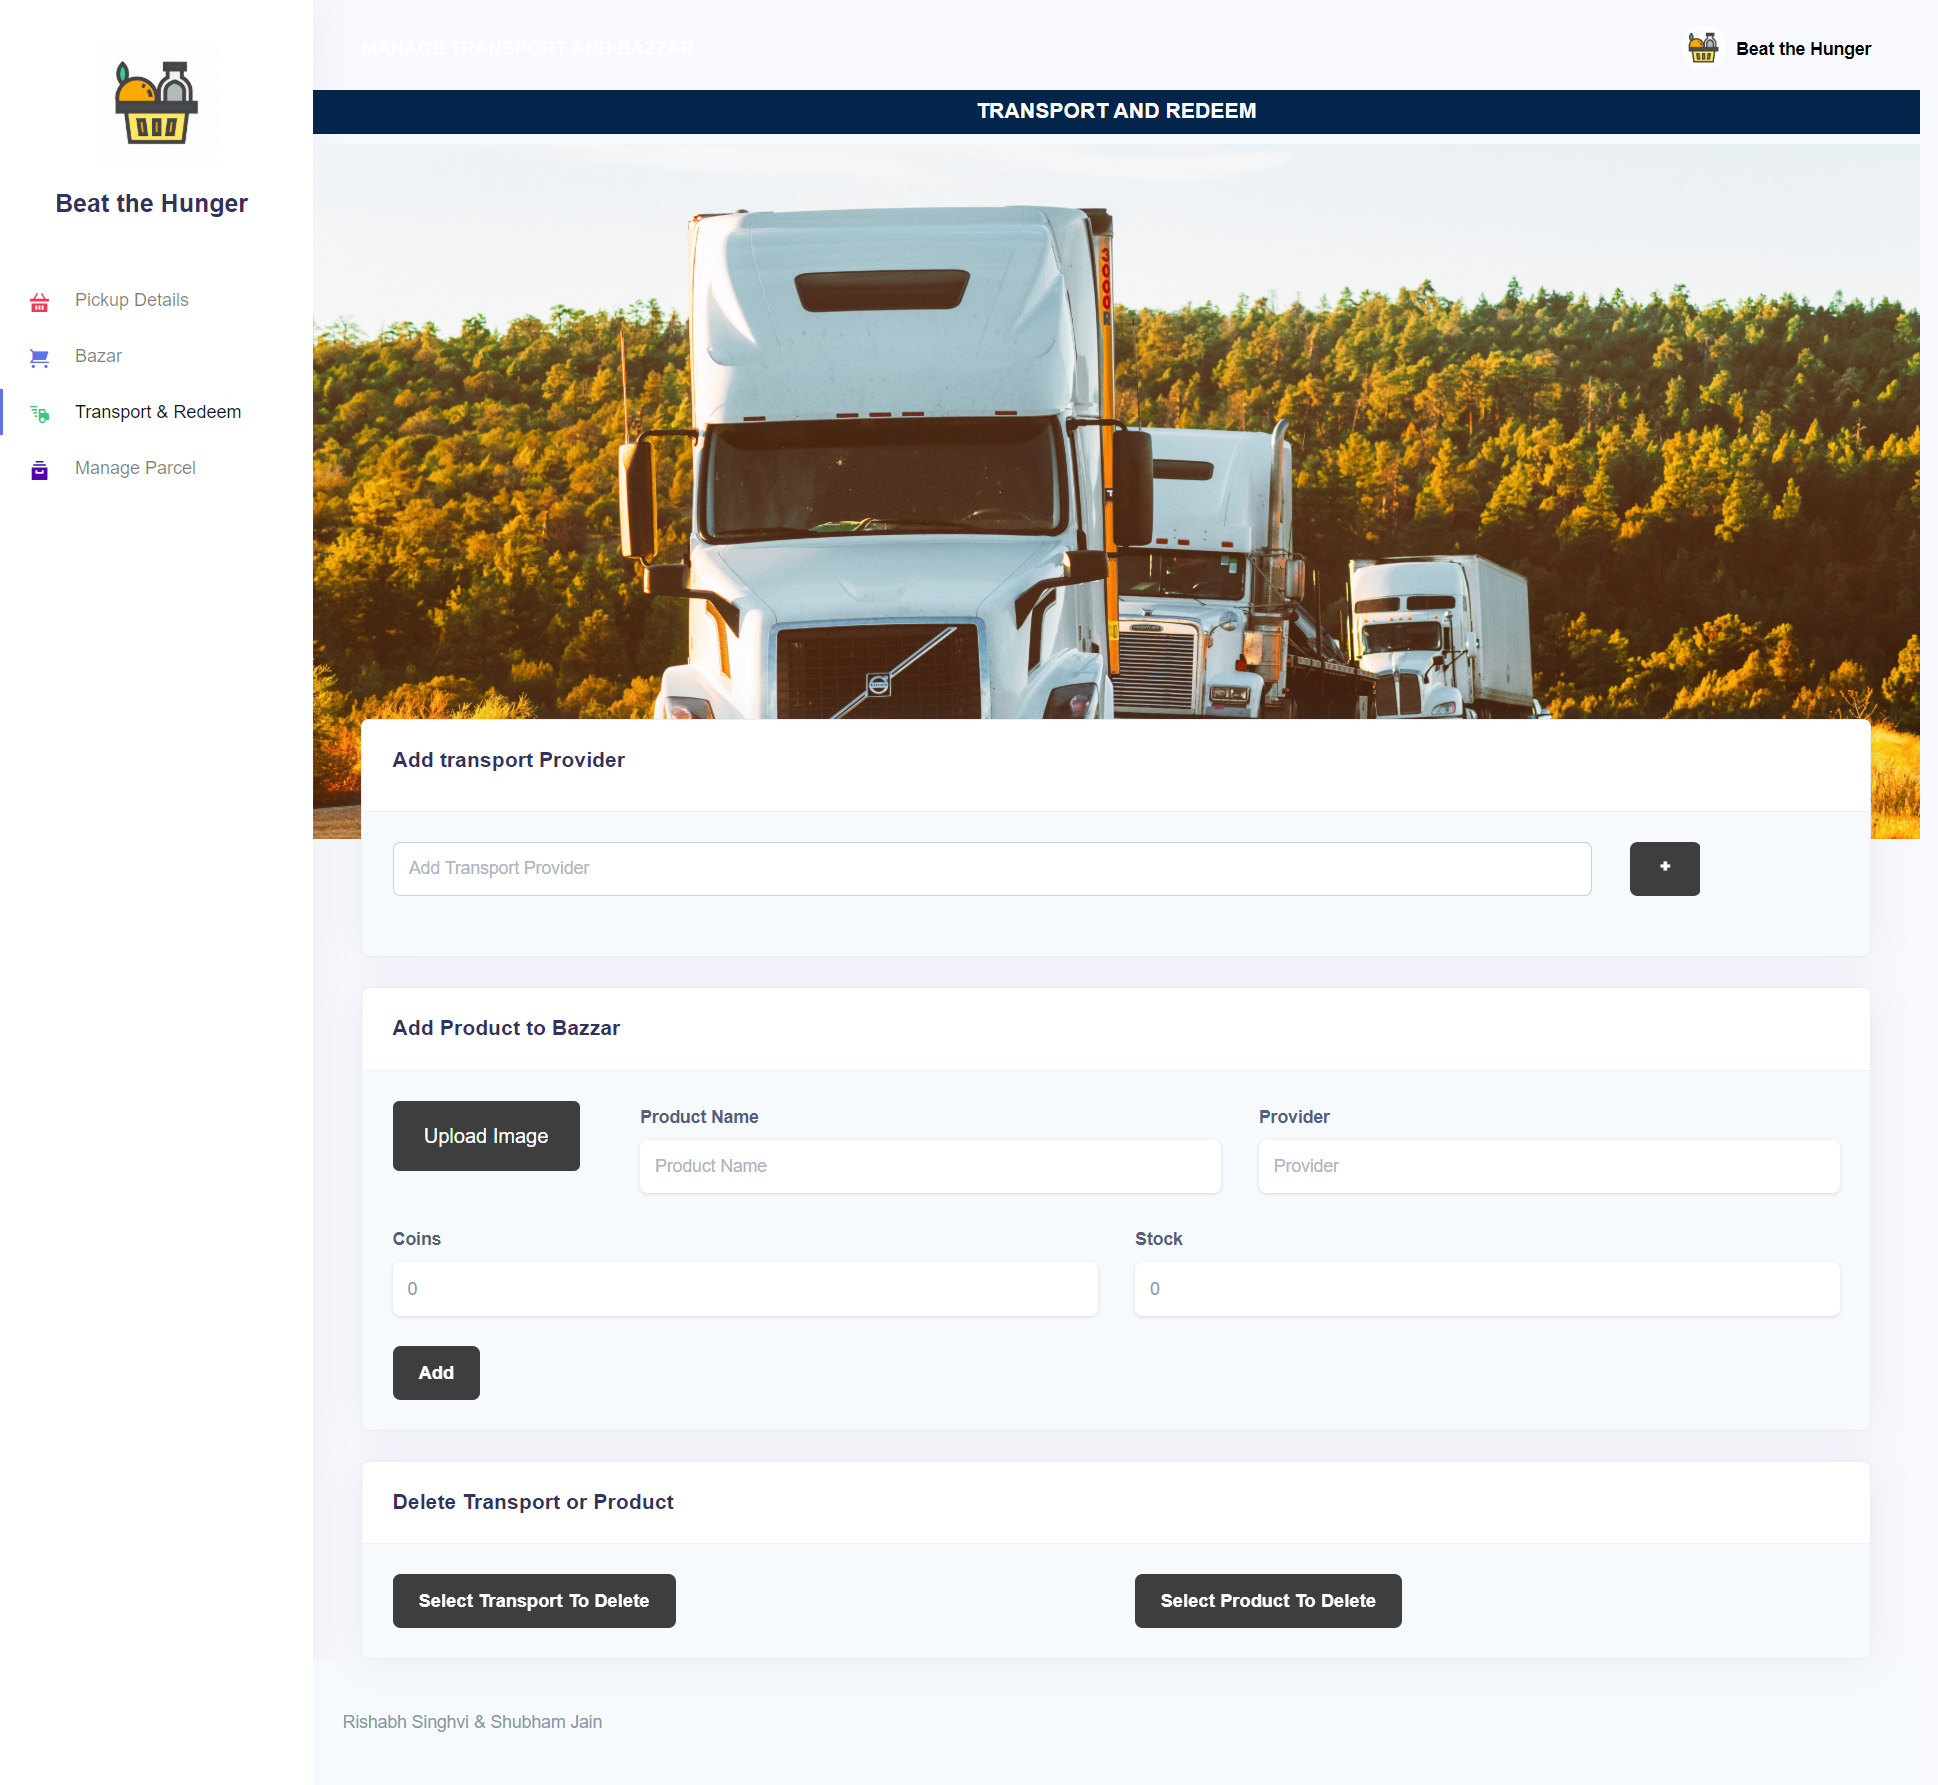 Beat the Hunger
Pickup Details
Bazar
Transport & Redeem
Manage Parcel
MANAGE TRANSPORT AND BAZZAR
Beat the Hunger
TRANSPORT AND REDEEM
300R
Add transport Provider
Add Transport Provider
+
Add Product to Bazzar
Upload Image
Product Name
Product Name
Provider
Provider
Coins
0
Stock
0
Add
Delete Transport or Product
Select Transport To Delete
Select Product To Delete
Rishabh Singhvi & Shubham Jain